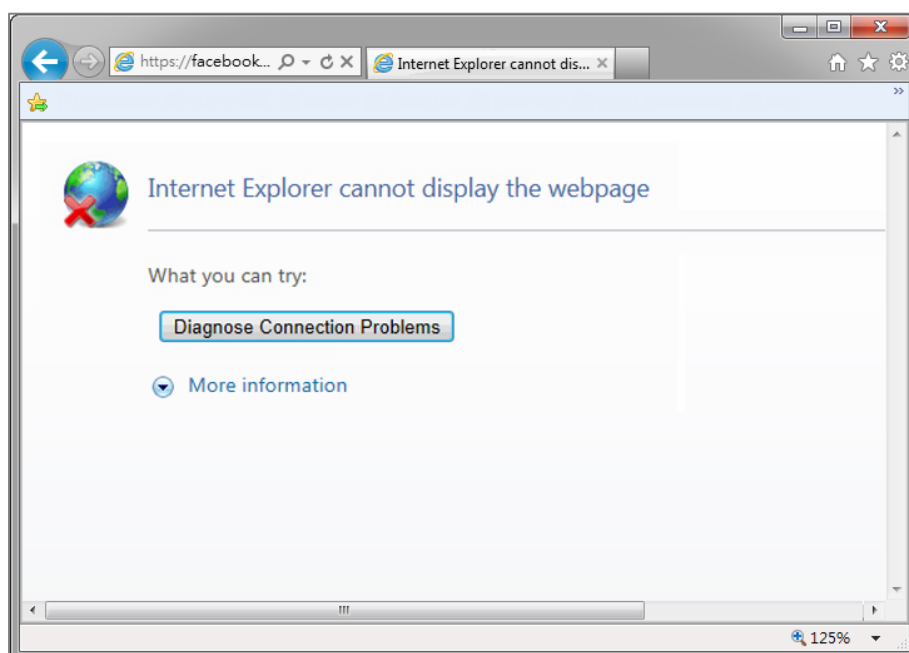 https://facebook...
Internet Explorer cannot dis...
Internet Explorer cannot display the webpage
What you can try:
Diagnose Connection Problems
More information
125%